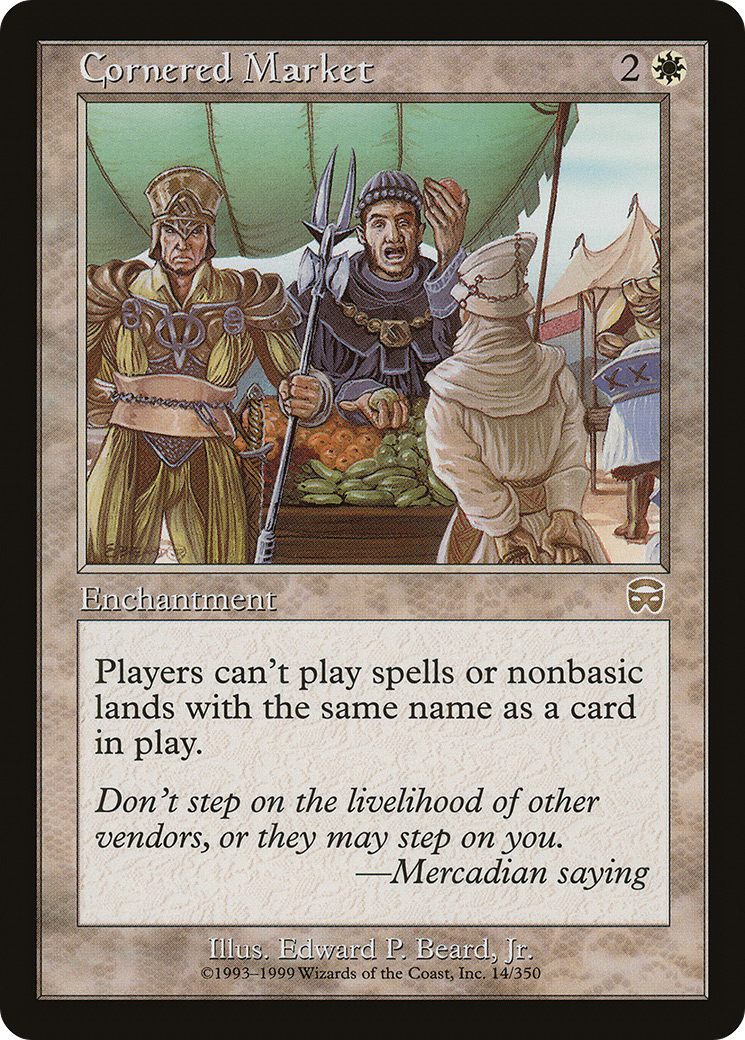 Cornered Market 2
Enchantment
Players can't play spells or nonbasic
lands with the same name as a card
in play.
Don't step on the livelihood of other
vendors, or they may step on you.
—Mercadian saying
Illus. Edward P. Beard, Jr.
©1993–1999 Wizards of the Coast, Inc. 14/350